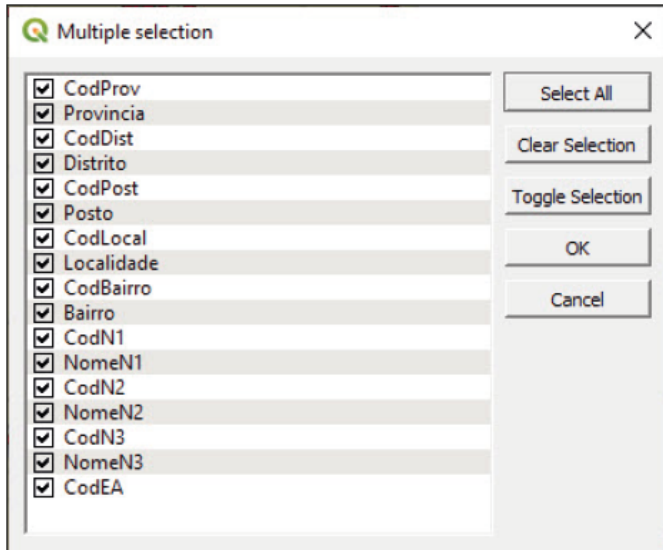 Multiple selection
CodProv
Provincia
CodDist
Distrito
CodPost
Posto
CodLocal
Localidade
CodBairro
Bairro
CodN1
NomeN1
CodN2
NomeN2
CodN3
NomeN3
CodEA
Select All
Clear Selection
Toggle Selection
OK
Cancel